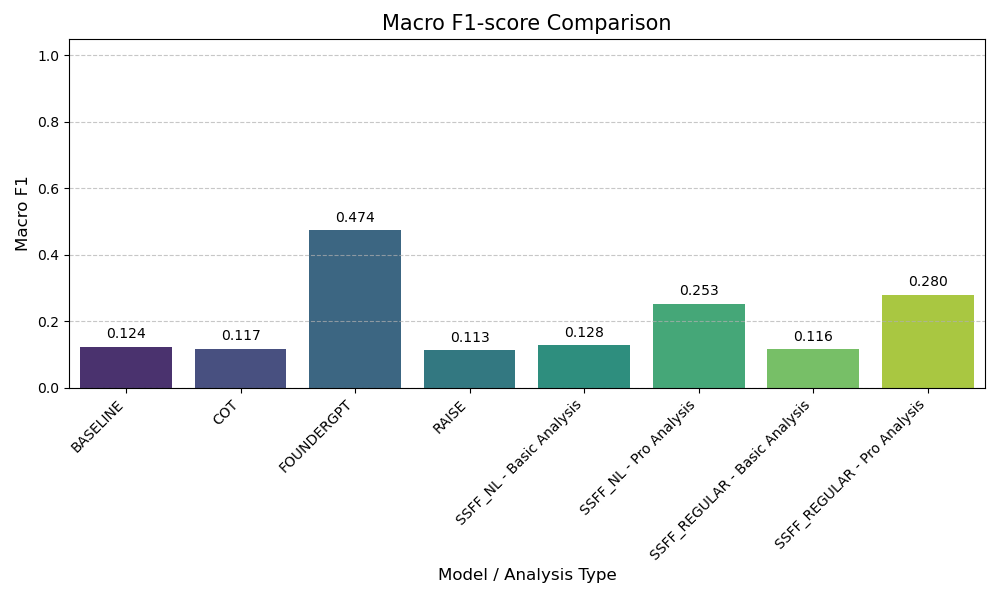 Macro F1-score Comparison
Macro F1
1.0
0.8
0.6
0.4
0.2
0.0
0.124
0.117
0.474
0.113
0.128
0.253
0.116
0.280
BASELINE
COT
FOUNDERGPT
RAISE
SSFF_NL - Basic Analysis
SSFF_NL - Pro Analysis
SSFF_REGULAR - Basic Analysis
SSFF_REGULAR - Pro Analysis
Model / Analysis Type